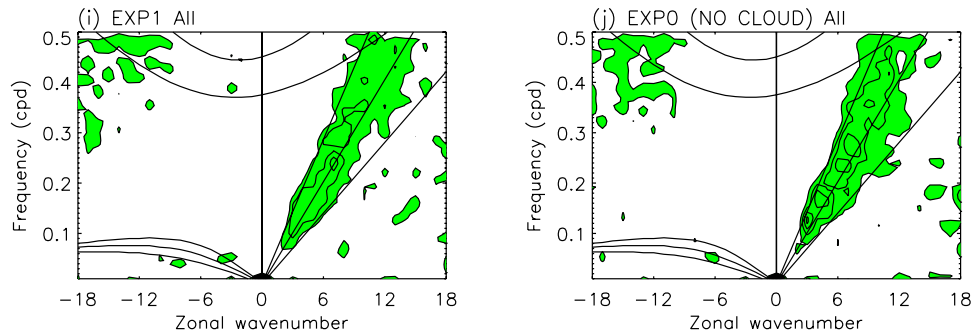 (i) EXP1 All
(j) EXP0 (NO CLOUD) All
0.5
0.4
0.3
0.2
0.1
Frequency (cpd)
-18 -12 -6 0 6 12 18
Zonal wavenumber
0.5
0.4
0.3
0.2
0.1
Frequency (cpd)
-18 -12 -6 0 6 12 18
Zonal wavenumber